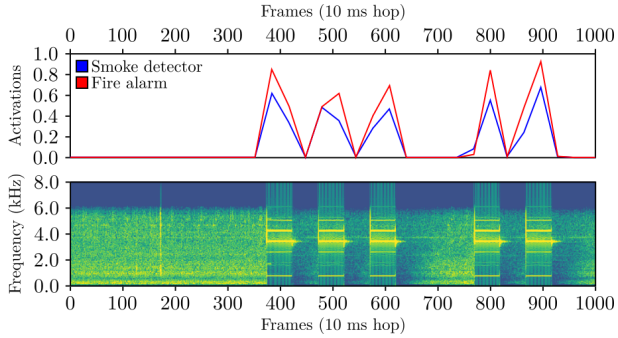 Frames (10 ms hop)
0 100 200 300 400 500 600 700 800 900 1000
1.0
0.8
0.6
0.4
0.2
0.0
Activations
Smoke detector
Fire alarm
8.0
6.0
4.0
2.0
0.0
Frequency (kHz)
0 100 200 300 400 500 600 700 800 900 1000
Frames (10 ms hop)